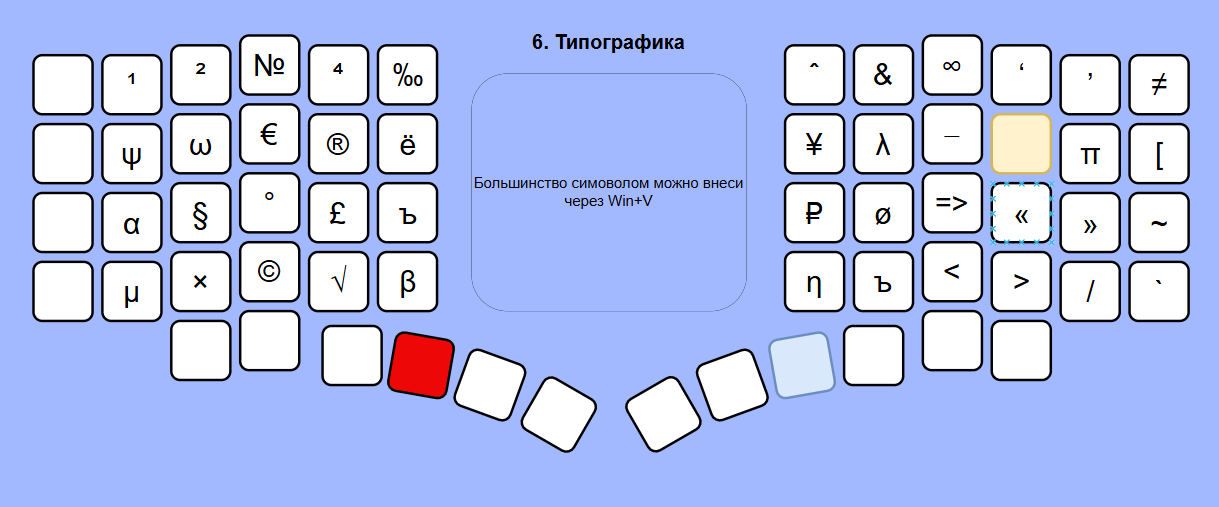 6. Типографика
¹ ² № ⁴ ‰ ˆ & ∞ ‘ ’ ≠
ψ ω € ® ё ¥ λ — π [
α § ° £ ъ ₽ ø => « » ~
μ × © √ β η ъ < > / `
Большинство симоволом можно внеси
через Win+V